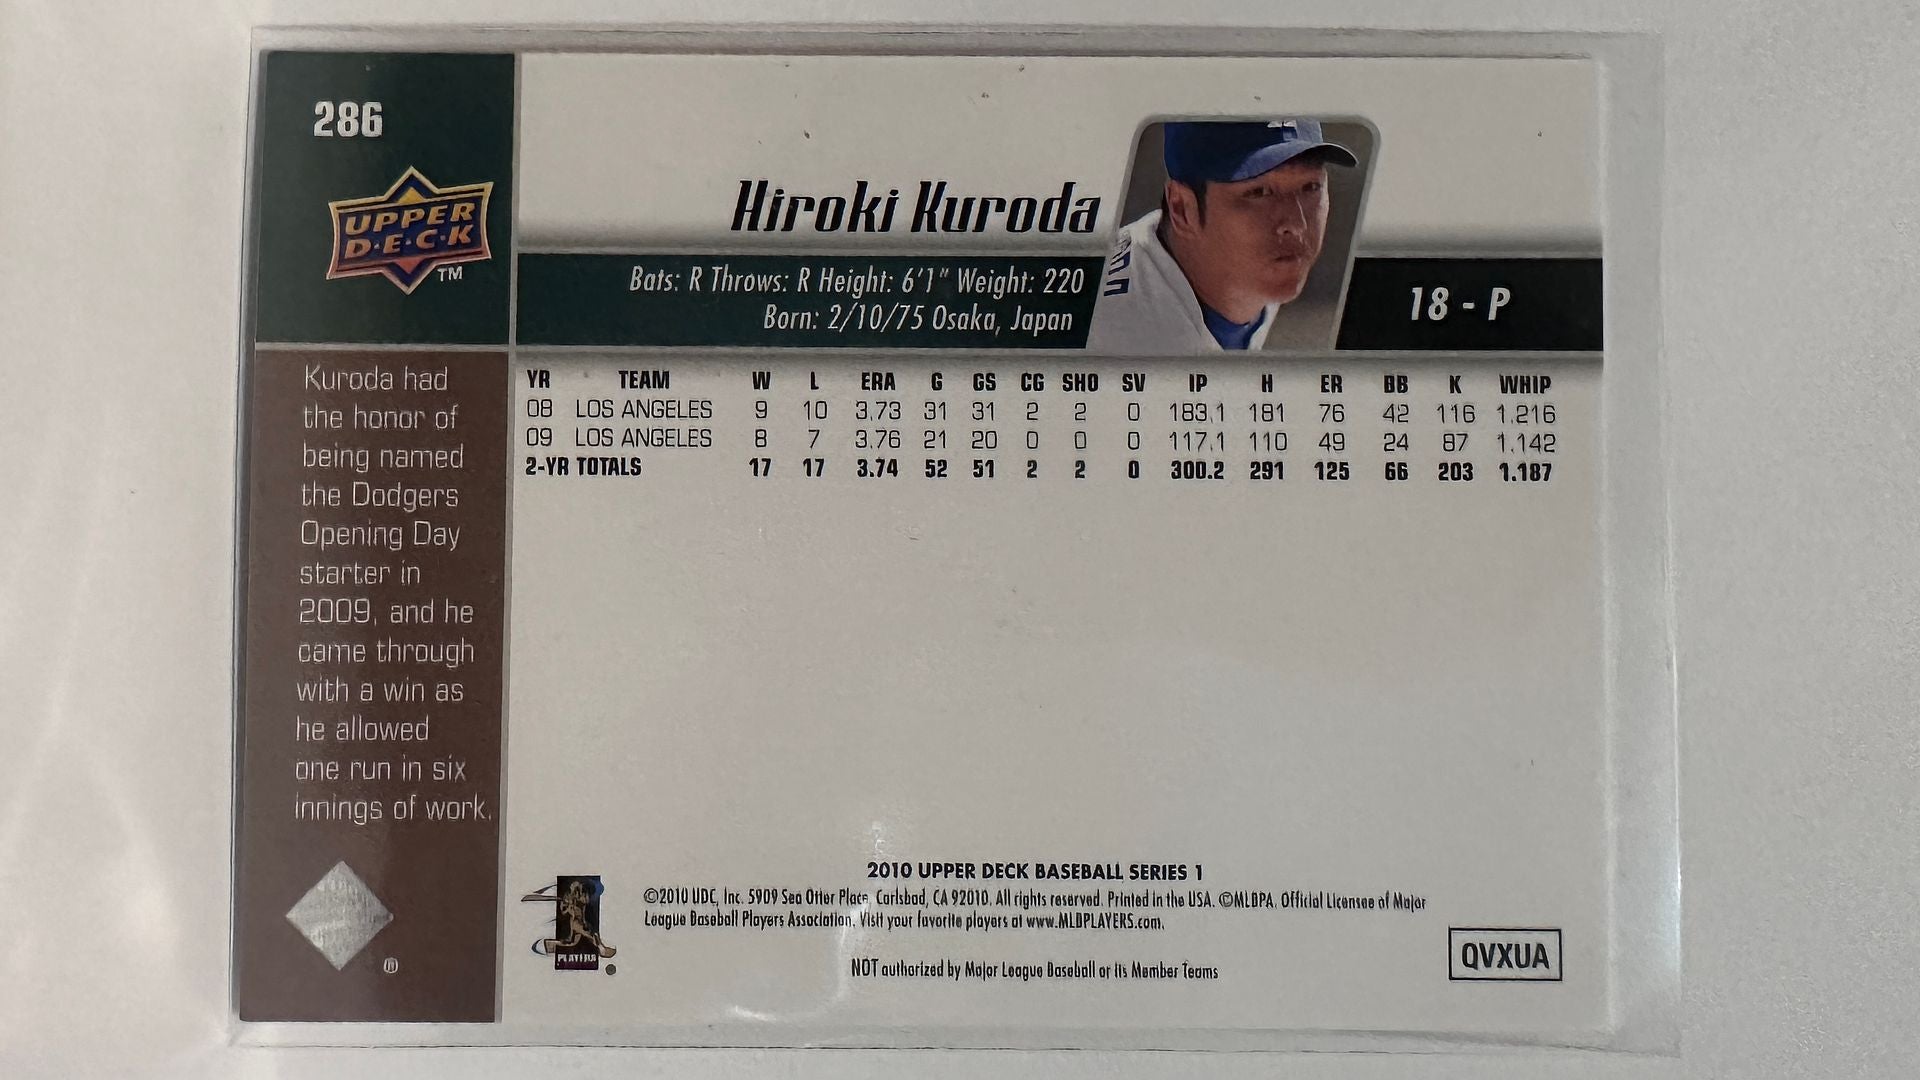 286
UPPER
D·E·C·K
TM
Hiroki Kuroda
Bats: R Throws: R Height: 6'1" Weight: 220
Born: 2/10/75 Osaka, Japan
18 - P
Kuroda had
the honor of
being named
the Dodgers
Opening Day
starter in
2009, and he
came through
with a win as
he allowed
one run in six
innings of work.
YR TEAM W L ERA G GS CG SHO SV IP H ER BB K WHIP
08 LOS ANGELES 9 10 3.73 31 31 2 2 0 183.1 181 76 42 116 1.216
09 LOS ANGELES 8 7 3.76 21 20 0 0 0 117.1 110 49 24 87 1.142
2-YR TOTALS 17 17 3.74 52 51 2 2 0 300.2 291 125 66 203 1.187
2010 UPPER DECK BASEBALL SERIES 1
©2010 UDC, Inc. 5909 Sea Otter Place, Carlsbad, CA 92010. All rights reserved. Printed in the USA. ©MLBPA, Official Licensee of Major
League Baseball Players Association, Visit your favorite players at www.MLBPLAYERS.com.
NOT authorized by Major League Baseball or its Member Teams
PLAYERS
QVXUA